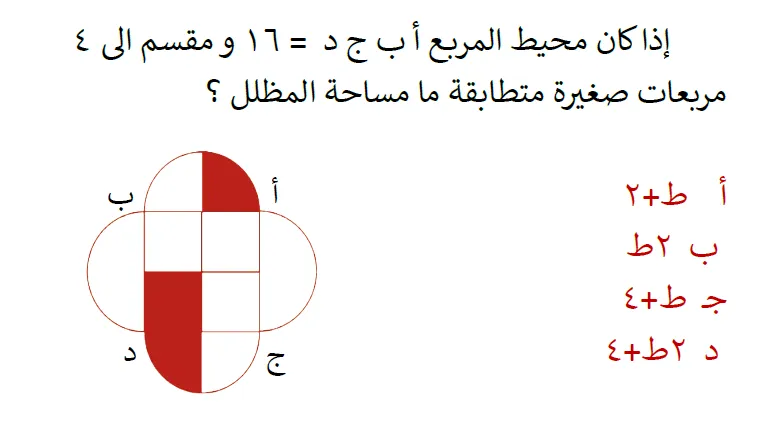 إذا كان محيط المربع أ ب ج د = ١٦ و مقسم الى ٤
مربعات صغيرة متطابقة ما مساحة المظلل ؟
أ ط+٢
ب ٢ط
جـ ط+٤
د ٢ط+٤
أ
ب
ج
د